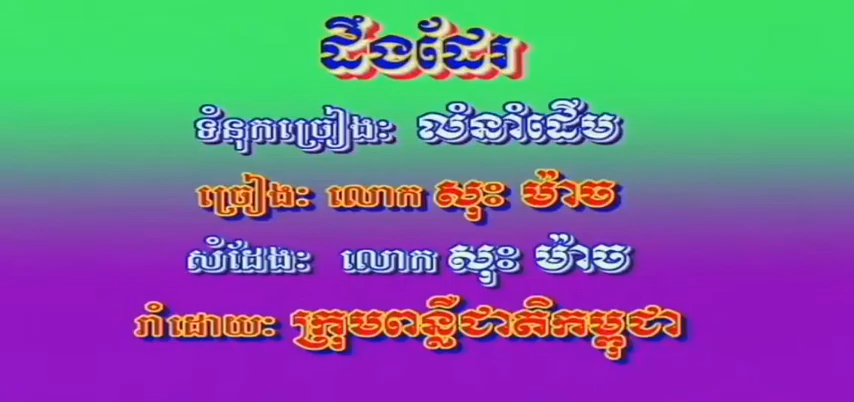 ដឹងដែរ
ទំនុកច្រៀងៈ លំនាំដើម
ច្រៀងៈ លោក សុះ ម៉ាច
សំដែងៈ លោក សុះ ម៉ាច
រាំដោយៈ ក្រុមពន្លឺជាតិកម្ពុជា